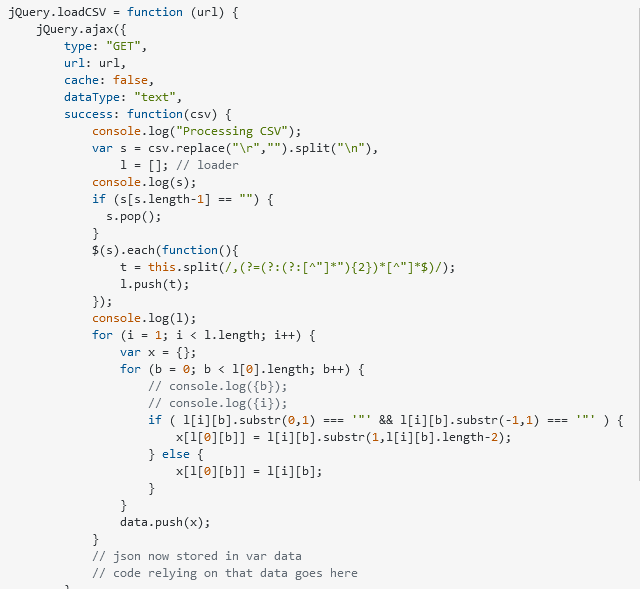 jQuery.loadCSV = function (url) {
    jQuery.ajax({
        type: "GET",
        url: url,
        cache: false,
        dataType: "text",
        success: function(csv) {
            console.log("Processing CSV");
            var s = csv.replace("\r","").split("\n"),
                l = []; // loader
            console.log(s);
            if (s[s.length-1] == "") {
              s.pop();
            }
            $(s).each(function(){
                t = this.split(/,(?=(?:(?:[^"]*"){2})*[^"]*$)/);
                l.push(t);
            });
            console.log(l);
            for (i = 1; i < l.length; i++) {
                var x = {};
                for (b = 0; b < l[0].length; b++) {
                    // console.log({b});
                    // console.log({i});
                    if ( l[i][b].substr(0,1) === '"' && l[i][b].substr(-1,1) === '"' ) {
                        x[l[0][b]] = l[i][b].substr(1,l[i][b].length-2);
                    } else {
                        x[l[0][b]] = l[i][b];
                    }
                }
                data.push(x);
            }
            // json now stored in var data
            // code relying on that data goes here